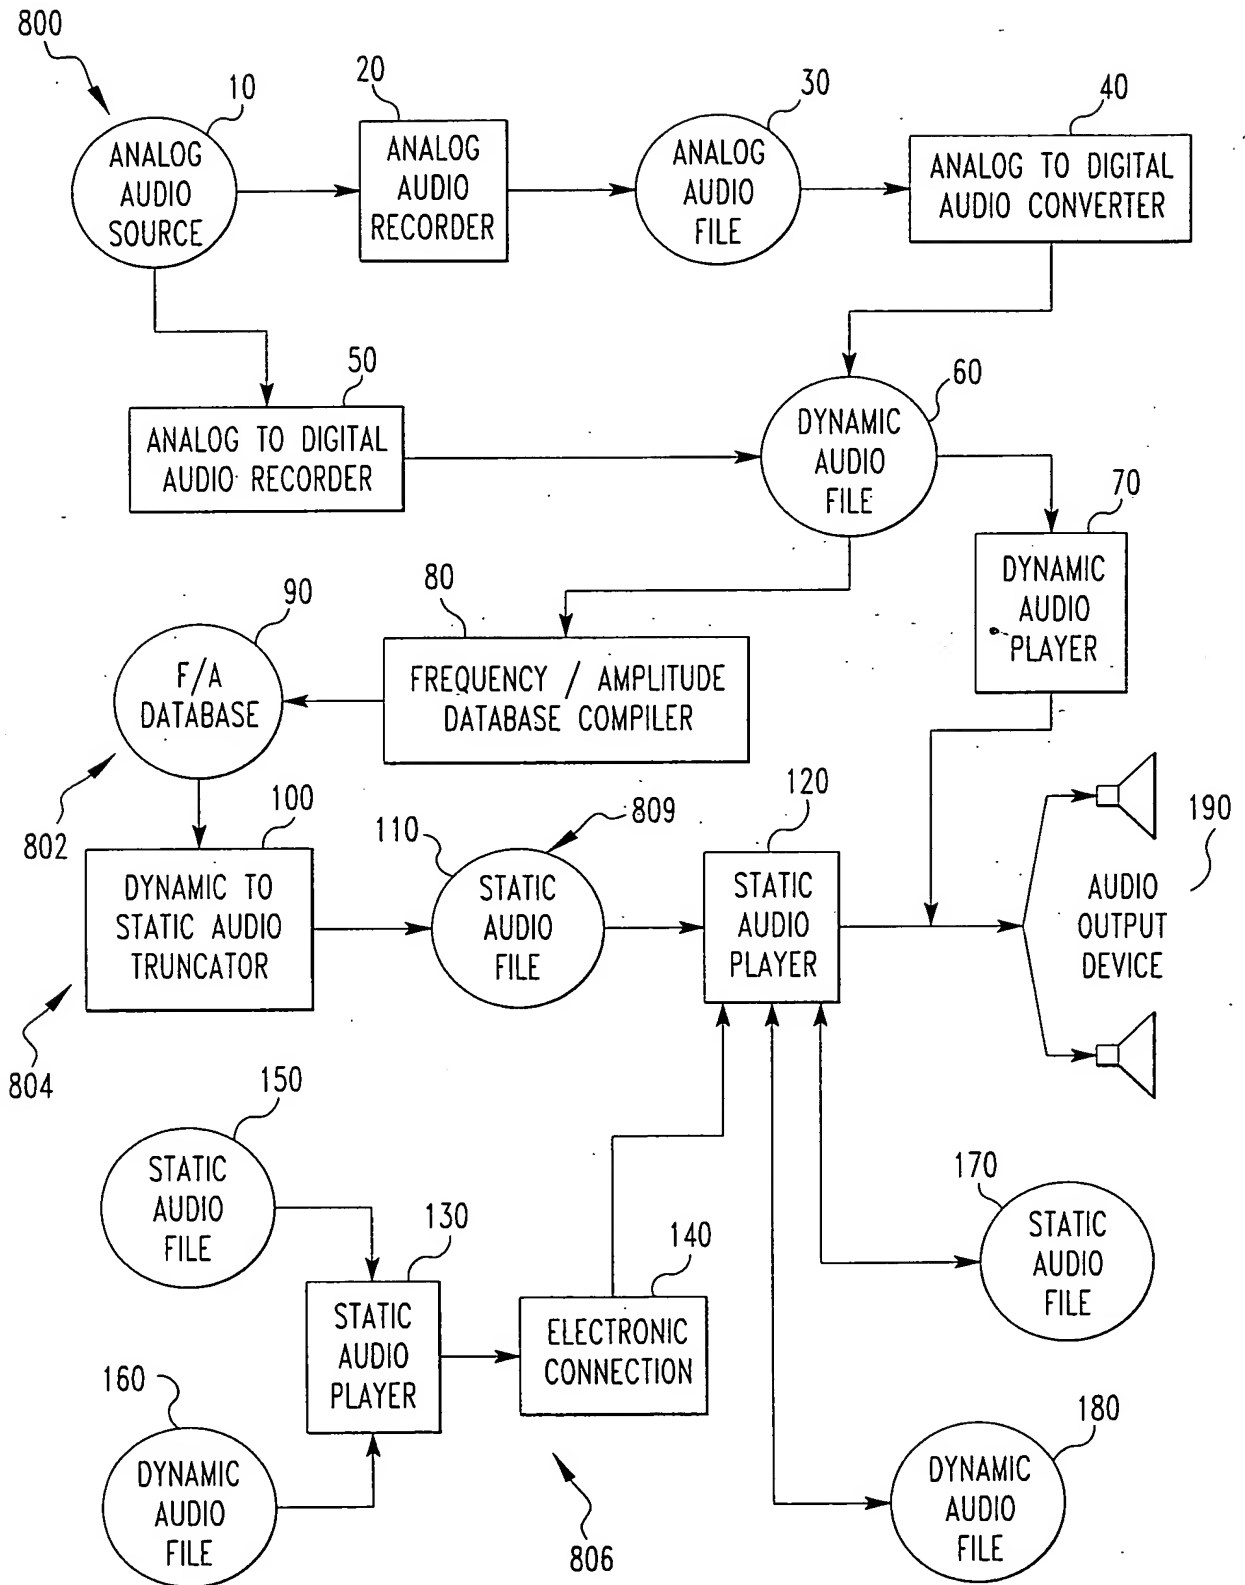 800
10
20
30
40
ANALOG
AUDIO
SOURCE
ANALOG
AUDIO
RECORDER
ANALOG
AUDIO
FILE
ANALOG TO DIGITAL
AUDIO CONVERTER
50
60
ANALOG TO DIGITAL
AUDIO RECORDER
DYNAMIC
AUDIO
FILE
70
DYNAMIC
AUDIO
PLAYER
80
90
F/A
DATABASE
FREQUENCY / AMPLITUDE
DATABASE COMPILER
802
100
110
809
120
190
DYNAMIC TO
STATIC AUDIO
TRUNCATOR
STATIC
AUDIO
FILE
STATIC
AUDIO
PLAYER
AUDIO
OUTPUT
DEVICE
804
150
STATIC
AUDIO
FILE
130
140
170
STATIC
AUDIO
FILE
STATIC
AUDIO
PLAYER
ELECTRONIC
CONNECTION
160
180
DYNAMIC
AUDIO
FILE
806
DYNAMIC
AUDIO
FILE